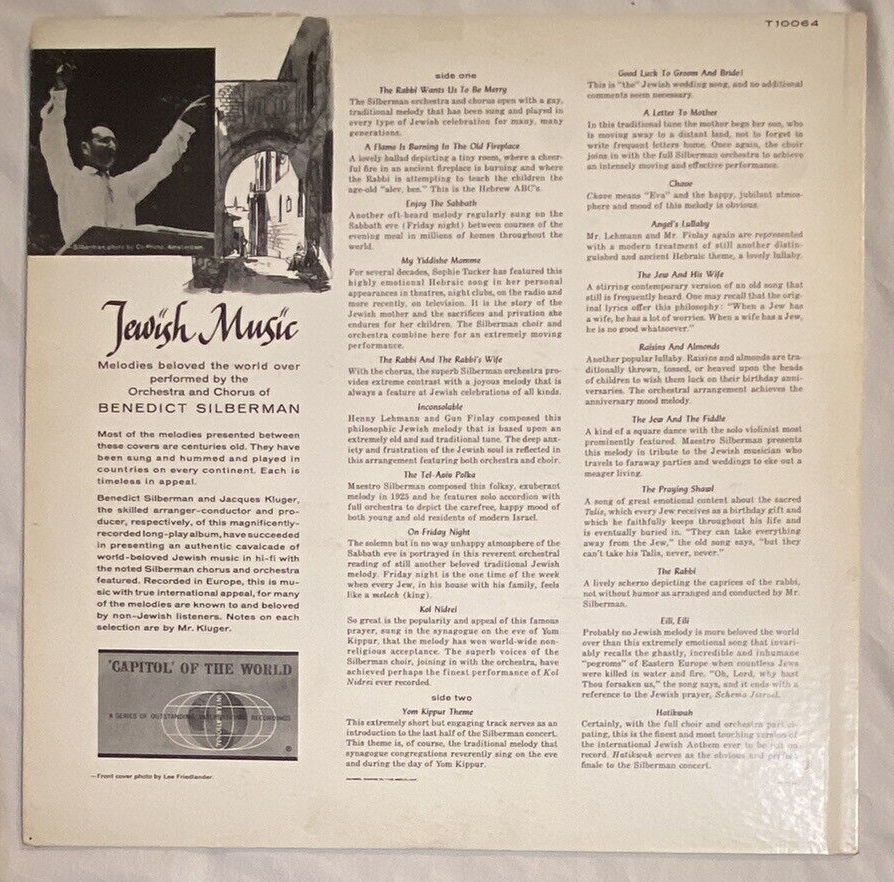 T10064
Silberman photo by Co-Press, Amsterdam
Jewish Music
Melodies beloved the world over
performed by the
Orchestra and Chorus of
BENEDICT SILBERMAN
Most of the melodies presented between
these covers are centuries old. They have
been sung and hummed and played in
countries on every continent. Each is
timeless in appeal.
Benedict Silberman and Jacques Kluger,
the skilled arranger-conductor and pro-
ducer, respectively, of this magnificently-
recorded long-play album, have succeeded
in presenting an authentic cavalcade of
world-beloved Jewish music in hi-fi with
the noted Silberman chorus and orchestra
featured. Recorded in Europe, this is mu-
sic with true international appeal, for many
of the melodies are known to and beloved
by non-Jewish listeners. Notes on each
selection are by Mr. Kluger.
'CAPITOL' OF THE WORLD
A SERIES OF OUTSTANDING INTERNATIONAL RECORDINGS
INTERNATIONAL
®
—Front cover photo by Lee Friedlander.
side one
The Rabbi Wants Us To Be Merry
The Silberman orchestra and chorus open with a gay,
traditional melody that has been sung and played in
every type of Jewish celebration for many, many
generations.
A Flame Is Burning In The Old Fireplace
A lovely ballad depicting a tiny room, where a cheer-
ful fire in an ancient fireplace is burning and where
the Rabbi is attempting to teach the children the
age-old "alev, ben." This is the Hebrew ABC's.
Enjoy The Sabbath
Another oft-heard melody regularly sung on the
Sabbath eve (Friday night) between courses of the
evening meal in millions of homes throughout the
world.
My Yiddishe Momme
For several decades, Sophie Tucker has featured this
highly emotional Hebraic song in her personal
appearances in theatres, night clubs, on the radio and
more recently, on television. It is the story of the
Jewish mother and the sacrifices and privation she
endures for her children. The Silberman choir and
orchestra combine here for an extremely moving
performance.
The Rabbi And The Rabbi's Wife
With the chorus, the superb Silberman orchestra pro-
vides extreme contrast with a joyous melody that is
always a feature at Jewish celebrations of all kinds.
Inconsolable
Henny Lehmann and Gun Finlay composed this
philosophic Jewish melody that is based upon an
extremely old and sad traditional tune. The deep anx-
iety and frustration of the Jewish soul is reflected in
this arrangement featuring both orchestra and choir.
The Tel-Aviv Polka
Maestro Silberman composed this folksy, exuberant
melody in 1925 and he features solo accordion with
full orchestra to depict the carefree, happy mood of
both young and old residents of modern Israel.
On Friday Night
The solemn but in no way unhappy atmosphere of the
Sabbath eve is portrayed in this reverent orchestral
reading of still another beloved traditional Jewish
melody. Friday night is the one time of the week
when every Jew, in his house with his family, feels
like a melech (king).
Kol Nidrei
So great is the popularity and appeal of this famous
prayer, sung in the synagogue on the eve of Yom
Kippur, that the melody has won world-wide non-
religious acceptance. The superb voices of the
Silberman choir, joining in with the orchestra, have
achieved perhaps the finest performance of Kol
Nidrei ever recorded.
side two
Yom Kippur Theme
This extremely short but engaging track serves as an
introduction to the last half of the Silberman concert.
This theme is, of course, the traditional melody that
synagogue congregations reverently sing on the eve
and during the day of Yom Kippur.
Good Luck To Groom And Bride!
This is "the" Jewish wedding song, and no additional
comments seem necessary.
A Letter To Mother
In this traditional tune the mother begs her son, who
is moving away to a distant land, not to forget to
write frequent letters home. Once again, the choir
joins in with the full Silberman orchestra to achieve
an intensely moving and effective performance.
Chave
Chave means "Eva" and the happy, jubilant atmos-
phere and mood of this melody is obvious.
Angel's Lullaby
Mr. Lehmann and Mr. Finlay again are represented
with a modern treatment of still another distin-
guished and ancient Hebraic theme, a lovely lullaby.
The Jew And His Wife
A stirring contemporary version of an old song that
still is frequently heard. One may recall that the orig-
inal lyrics offer this philosophy: "When a Jew has
a wife, he has a lot of worries. When a wife has a Jew,
he is no good whatsoever."
Raisins And Almonds
Another popular lullaby. Raisins and almonds are tra-
ditionally thrown, tossed, or heaved upon the heads
of children to wish them luck on their birthday anni-
versaries. The orchestral arrangement achieves the
anniversary mood melody.
The Jew And The Fiddle
A kind of a square dance with the solo violinist most
prominently featured. Maestro Silberman presents
this melody in tribute to the Jewish musician who
travels to faraway parties and weddings to eke out a
meager living.
The Praying Shawl
A song of great emotional content about the sacred
Talis, which every Jew receives as a birthday gift and
which he faithfully keeps throughout his life and
is eventually buried in. "They can take everything
away from the Jew," the old song says, "but they
can't take his Talis, never, never."
The Rabbi
A lively scherzo depicting the caprices of the rabbi,
not without humor as arranged and conducted by Mr.
Silberman.
Eili, Eili
Probably no Jewish melody is more beloved the world
over than this extremely emotional song that invari-
ably recalls the ghastly, incredible and inhumane
"pogroms" of Eastern Europe when countless Jews
were killed in water and fire. "Oh, Lord, why hast
Thou forsaken us," the song says, and it ends with a
reference to the Jewish prayer, Schema Jisroel.
Hatikwah
Certainly, with the full choir and orchestra partici-
pating, this is the finest and most touching version of
the international Jewish Anthem ever to be put on
record. Hatikwah serves as the obvious and perfect
finale to the Silberman concert.